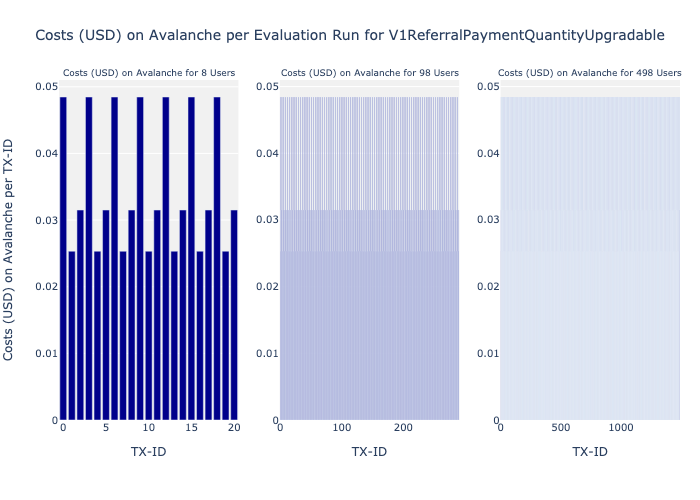 Costs (USD) on Avalanche per Evaluation Run for V1ReferralPaymentQuantityUpgradable
Costs (USD) on Avalanche for 8 Users
Costs (USD) on Avalanche for 98 Users
Costs (USD) on Avalanche for 498 Users
Costs (USD) on Avalanche per TX-ID
0.05
0.04
0.03
0.02
0.01
0
0 5 10 15 20
TX-ID
0.05
0.04
0.03
0.02
0.01
0
0 100 200
TX-ID
0.05
0.04
0.03
0.02
0.01
0
0 500 1000
TX-ID